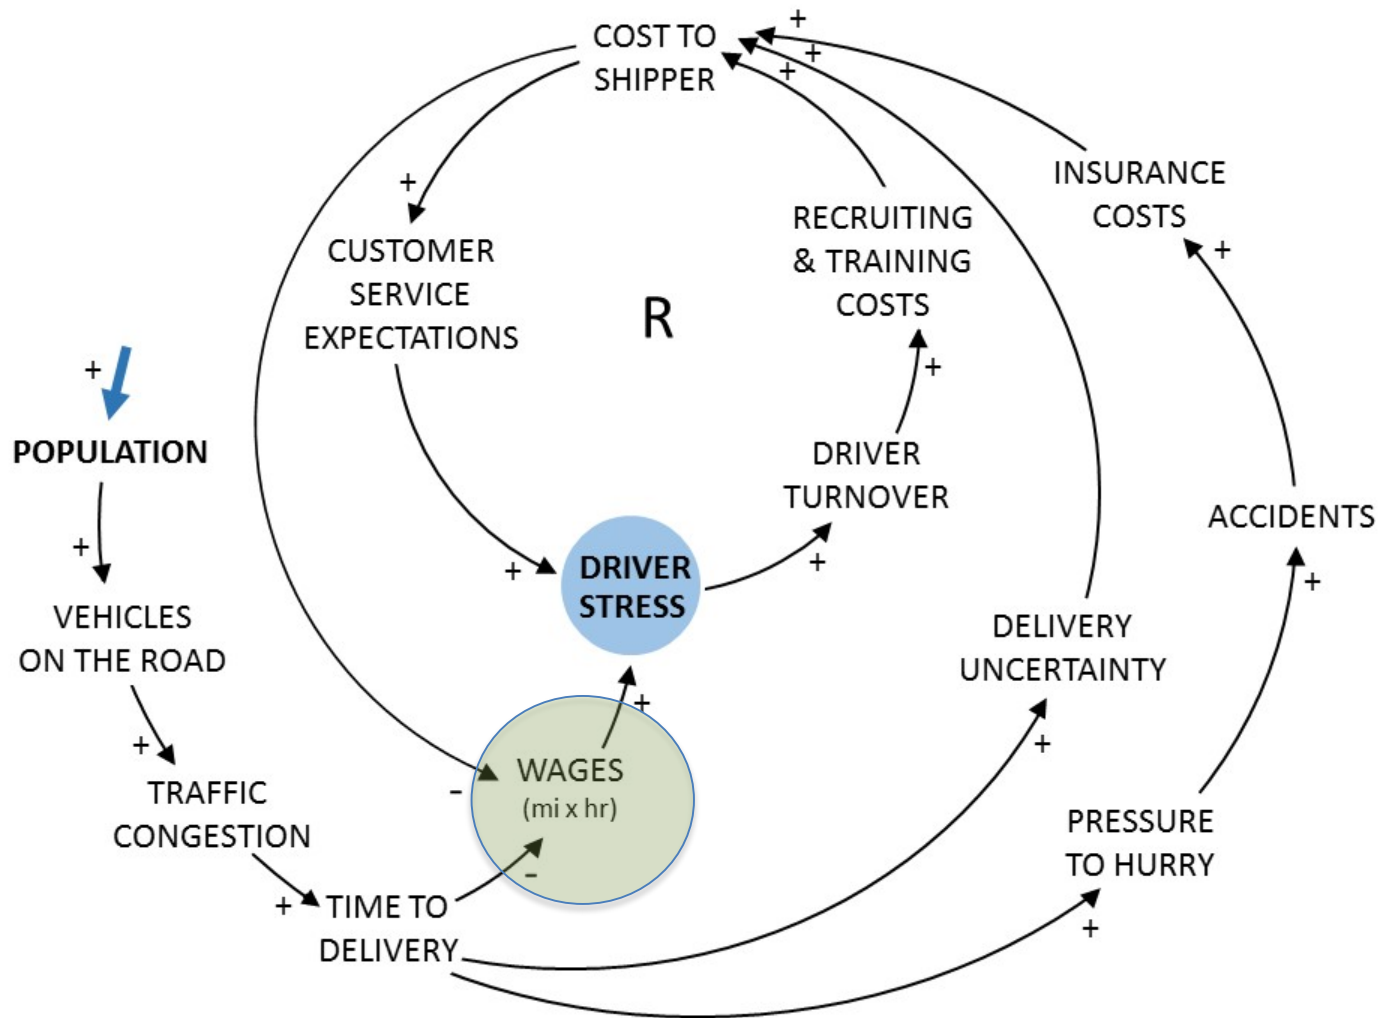 COST TO
SHIPPER
+
+
+
+
CUSTOMER
SERVICE
EXPECTATIONS
R
RECRUITING
& TRAINING
COSTS
INSURANCE
COSTS
+
+
POPULATION
+
DRIVER
TURNOVER
+
ACCIDENTS
+
+
DRIVER
STRESS
+
+
VEHICLES
ON THE ROAD
DELIVERY
UNCERTAINTY
+
+
+
WAGES
(mi x hr)
-
-
TRAFFIC
CONGESTION
PRESSURE
TO HURRY
+
+
TIME TO
DELIVERY